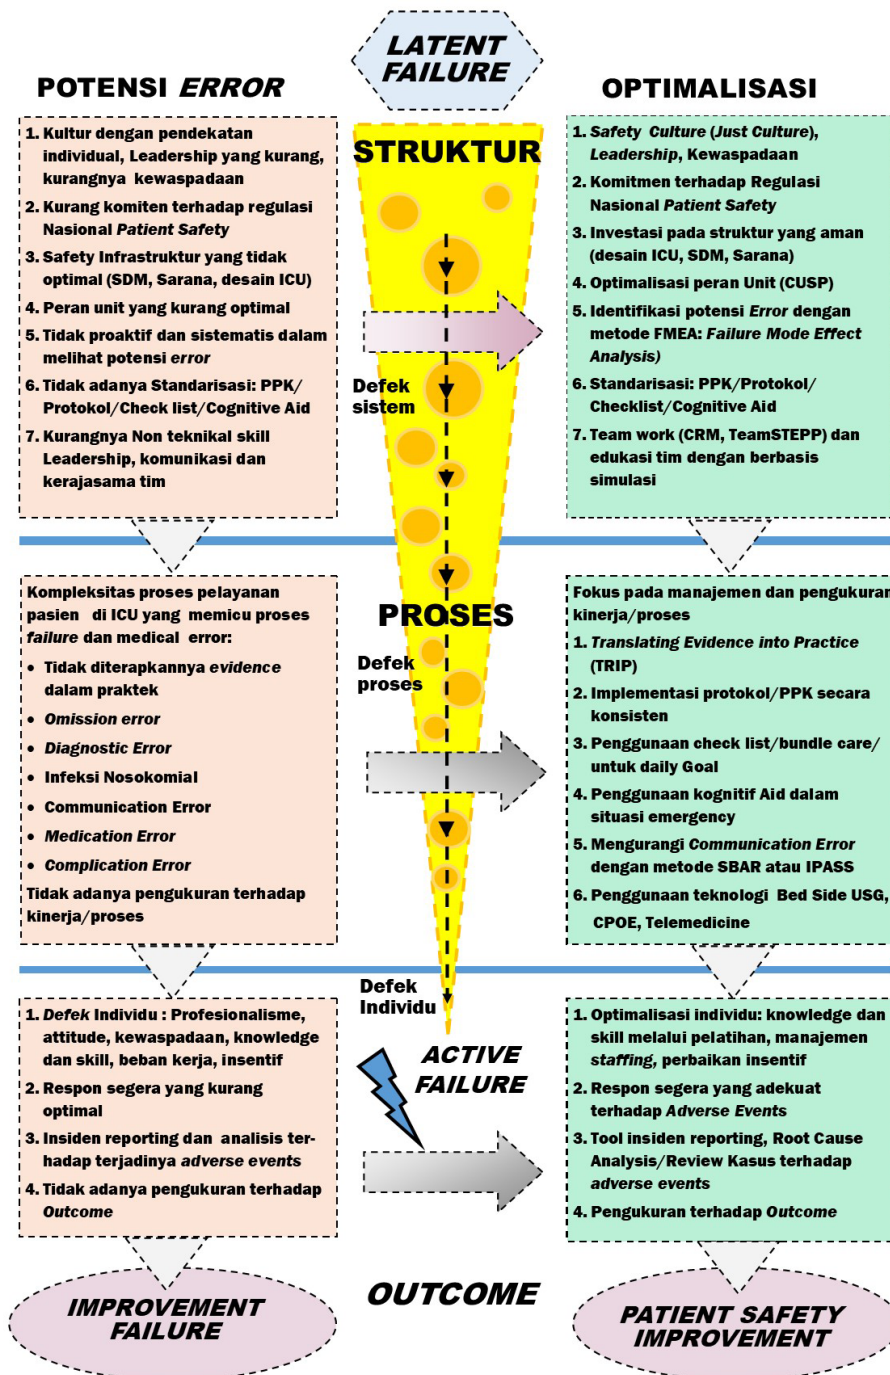 LATENT
FAILURE
POTENSI ERROR
OPTIMALISASI
1. Kultur dengan pendekatan
individual, Leadership yang kurang,
kurangnya kewaspadaan
2. Kurang komiten terhadap regulasi
Nasional Patient Safety
3. Safety Infrastruktur yang tidak
optimal (SDM, Sarana, desain ICU)
4. Peran unit yang kurang optimal
5. Tidak proaktif dan sistematis dalam
melihat potensi error
6. Tidak adanya Standarisasi: PPK/
Protokol/Check list/Cognitive Aid
7. Kurangnya Non teknikal skill
Leadership, komunikasi dan
kerajasama tim
STRUKTUR
Defek
sistem
1. Safety Culture (Just Culture),
Leadership, Kewaspadaan
2. Komitmen terhadap Regulasi
Nasional Patient Safety
3. Investasi pada struktur yang aman
(desain ICU, SDM, Sarana)
4. Optimalisasi peran Unit (CUSP)
5. Identifikasi potensi Error dengan
metode FMEA: Failure Mode Effect
Analysis)
6. Standarisasi: PPK/Protokol/
Checklist/Cognitive Aid
7. Team work (CRM, TeamSTEPP) dan
edukasi tim dengan berbasis
simulasi
Kompleksitas proses pelayanan
pasien di ICU yang memicu proses
failure dan medical error:
• Tidak diterapkannya evidence
dalam praktek
• Omission error
• Diagnostic Error
• Infeksi Nosokomial
• Communication Error
• Medication Error
• Complication Error
Tidak adanya pengukuran terhadap
kinerja/proses
PROSES
Defek
proses
Fokus pada manajemen dan pengukuran
kinerja/proses
1. Translating Evidence into Practice
(TRIP)
2. Implementasi protokol/PPK secara
konsisten
3. Penggunaan check list/bundle care/
untuk daily Goal
4. Penggunaan kognitif Aid dalam
situasi emergency
5. Mengurangi Communication Error
dengan metode SBAR atau IPASS
6. Penggunaan teknologi Bed Side USG,
CPOE, Telemedicine
1. Defek Individu : Profesionalisme,
attitude, kewaspadaan, knowledge
dan skill, beban kerja, insentif
2. Respon segera yang kurang
optimal
3. Insiden reporting dan analisis ter-
hadap terjadinya adverse events
4. Tidak adanya pengukuran terhadap
Outcome
Defek
Individu
ACTIVE
FAILURE
1. Optimalisasi individu: knowledge dan
skill melalui pelatihan, manajemen
staffing, perbaikan insentif
2. Respon segera yang adekuat
terhadap Adverse Events
3. Tool insiden reporting, Root Cause
Analysis/Review Kasus terhadap
adverse events
4. Pengukuran terhadap Outcome
IMPROVEMENT
FAILURE
OUTCOME
PATIENT SAFETY
IMPROVEMENT